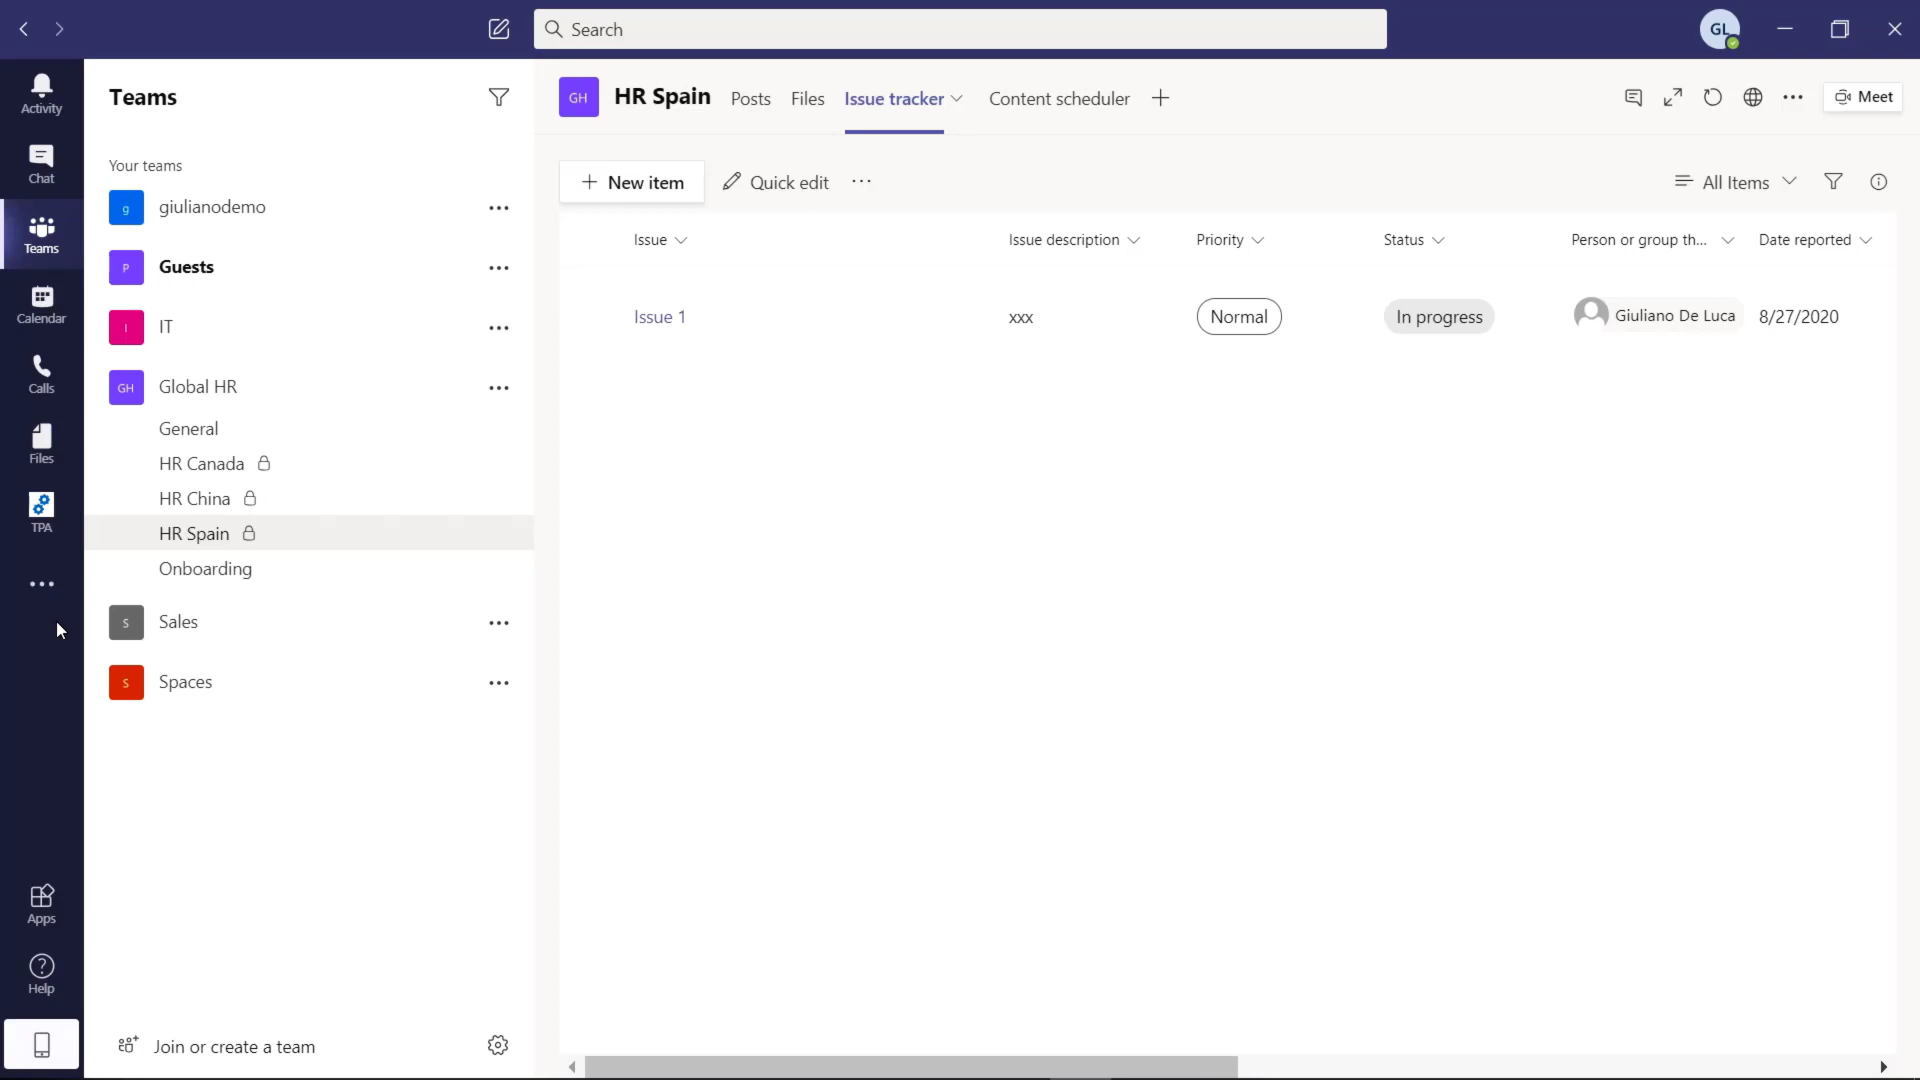 Search
GL
Activity
Chat
Teams
Calendar
Calls
Files
TPA
Apps
Help
Teams
Your teams
g giulianodemo
P Guests
I IT
GH Global HR
General
HR Canada
HR China
HR Spain
Onboarding
S Sales
S Spaces
Join or create a team
GH HR Spain Posts Files Issue tracker Content scheduler
Meet
New item Quick edit
All Items
Issue Issue description Priority Status Person or group th... Date reported
Issue 1 xxx Normal In progress Giuliano De Luca 8/27/2020